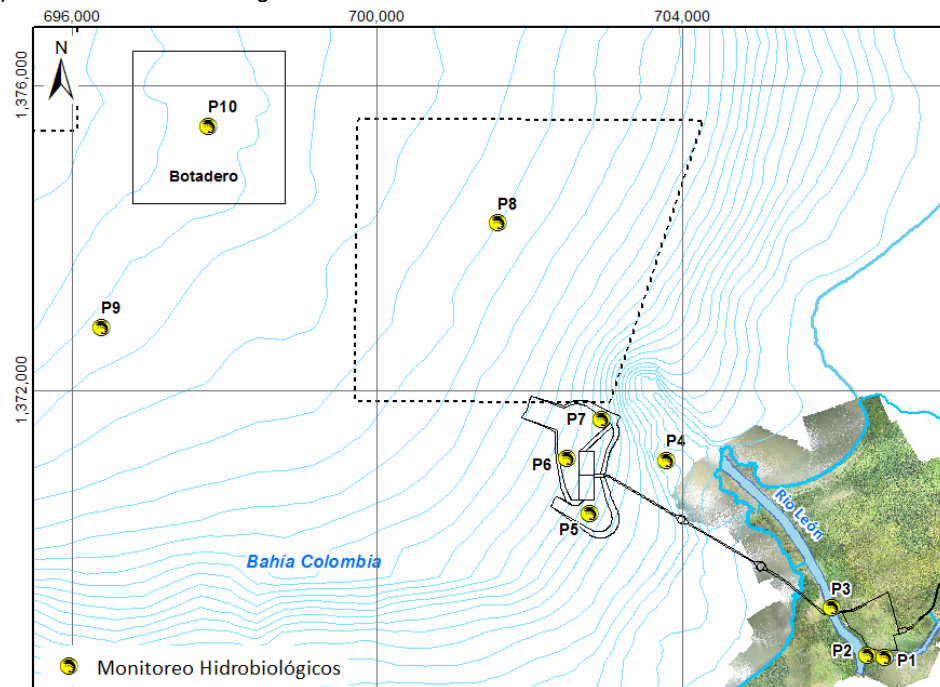 696,000
700,000
704,000
N
1,376,000
P10
Botadero
P8
P9
1,372,000
P7
P4
P6
P5
Rio León
Bahía Colombia
P3
P2
P1
Monitoreo Hidrobiológicos